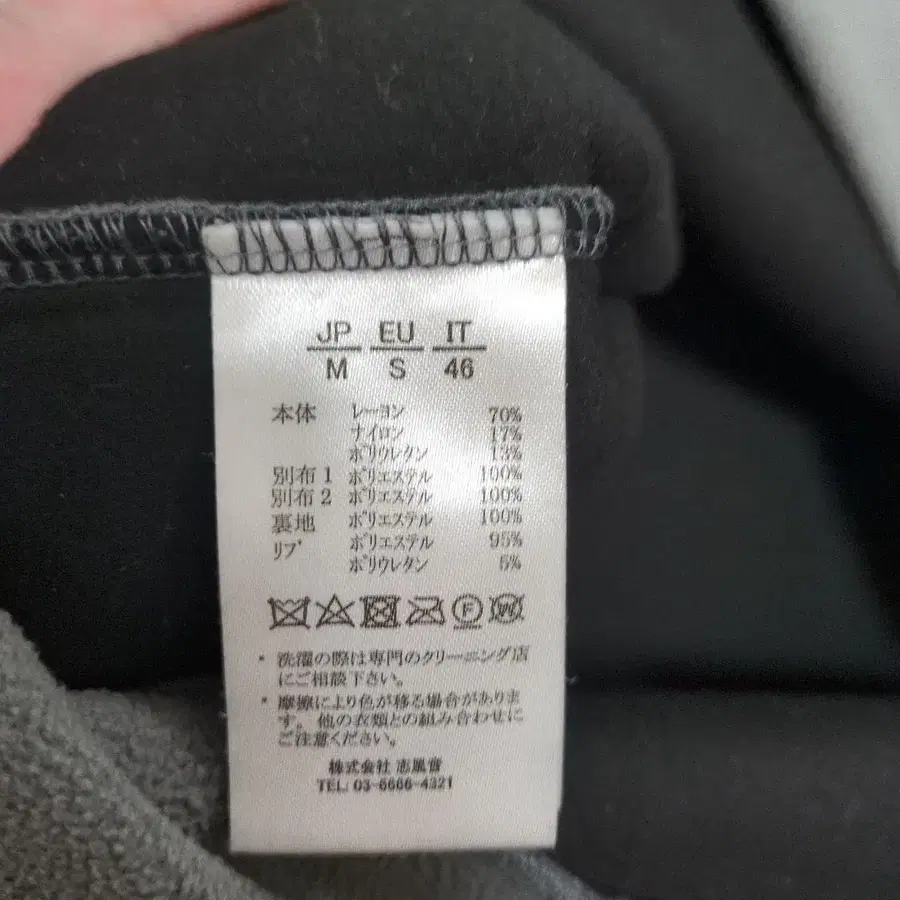 JP EU IT
M S 46
本体 レーヨン 70%
ナイロン 17%
ポリウレタン 13%
別布1 ポリエステル 100%
別布2 ポリエステル 100%
裏地 ポリエステル 100%
リブ ポリエステル 95%
ポリウレタン 5%
F W
・洗濯の際は専門のクリーニング店
にご相談下さい。
・摩擦により色が移る場合がありま
す。他の衣類との組み合わせに
ご注意ください。
株式会社 志風音
TEL: 03-6666-4321